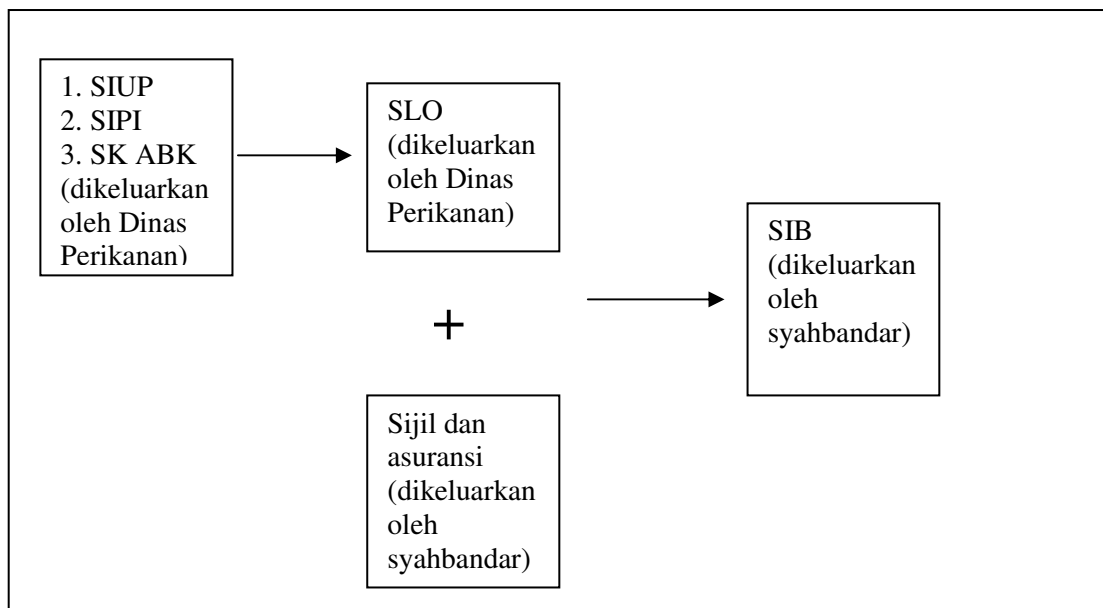 1. SIUP
2. SIPI
3. SK ABK
(dikeluarkan
oleh Dinas
Perikanan)
SLO
(dikeluarkan
oleh Dinas
Perikanan)
+
Sijil dan
asuransi
(dikeluarkan
oleh
syahbandar)
SIB
(dikeluarkan
oleh
syahbandar)